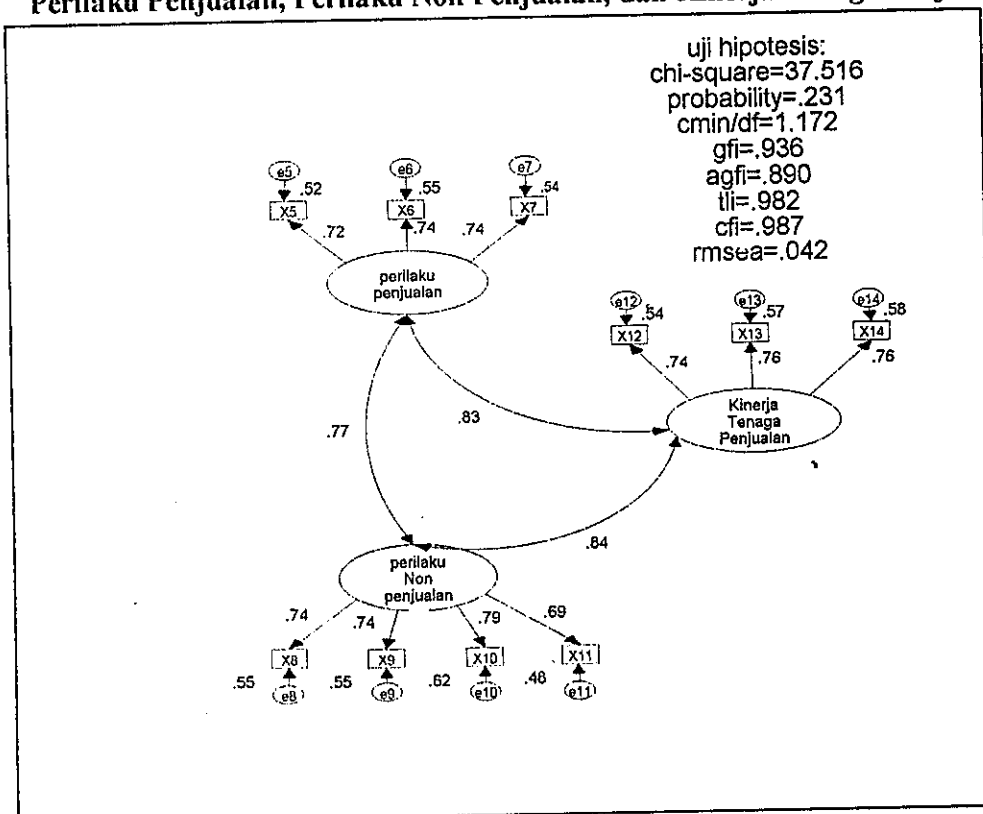 Perilaku Penjualan, Perilaku Non Penjualan, dan
uji hipotesis:
chi-square=37.516
probability=.231
cmin/df=1.172
gfi=.936
agfi=.890
tli=.982
cfi=.987
rmsea=.042
e5 e6 e7
.52 .55 .54
X5 X6 X7
.72 .74 .74
perilaku
penjualan
e12 e13 e14
.54 .57 .58
X12 X13 X14
.74 .76 .76
Kinerja
Tenaga
Penjualan
.77 .83
.84
perilaku
Non
penjualan
.74 .74 .79 .69
X8 X9 X10 X11
.55 .55 .62 .48
e8 e9 e10 e11